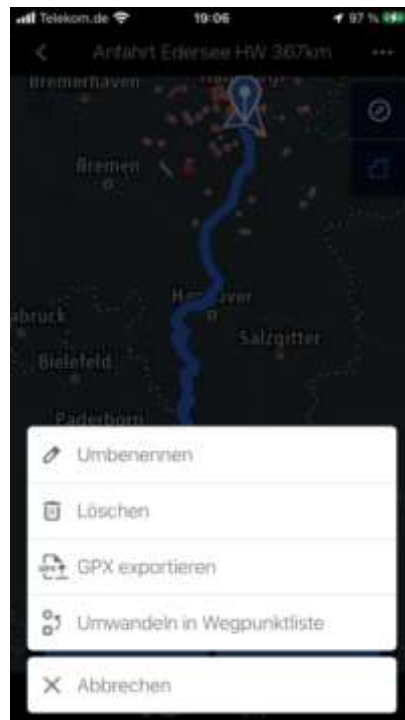 Telekom.de 19:06 97 %
Anfahrt Edersee HW 367km
Bremerhaven
Bremen
Hannover
Salzgitter
Bielefeld
Paderborn
Umbenennen
Löschen
GPX exportieren
Umwandeln in Wegpunktliste
Abbrechen